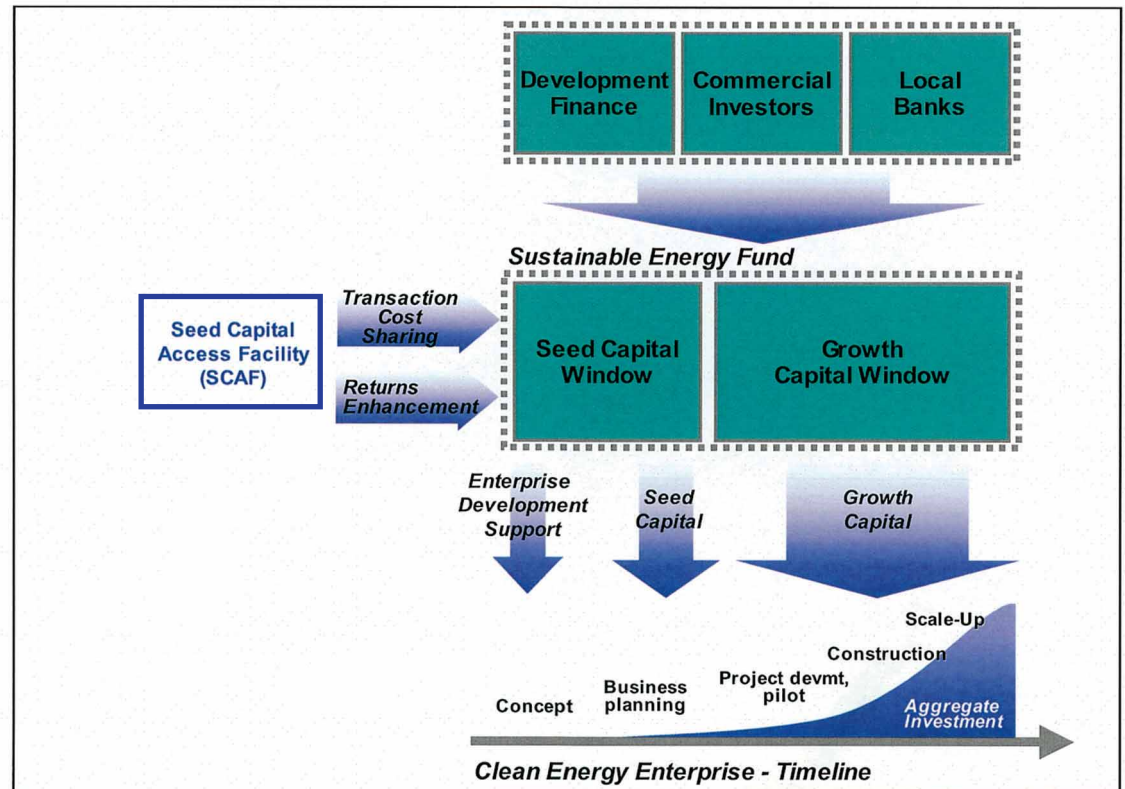 Development
Finance
Commercial
Investors
Local
Banks
Sustainable Energy Fund
Seed Capital
Access Facility
(SCAF)
Transaction
Cost
Sharing
Returns
Enhancement
Seed Capital
Window
Growth
Capital Window
Enterprise
Development
Support
Seed
Capital
Growth
Capital
Concept
Business
planning
Project devmt,
pilot
Construction
Scale-Up
Aggregate
Investment
Clean Energy Enterprise - Timeline